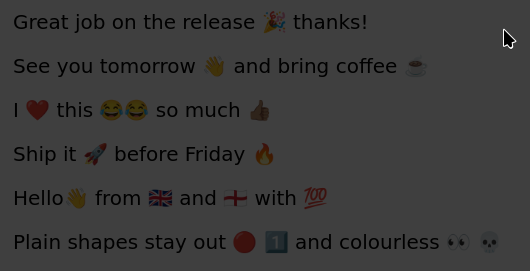 Great job on the release 🎉 thanks!
See you tomorrow 👋 and bring coffee ☕
I ❤️ this 😂😂 so much 👍🏾
Ship it 🚀 before Friday 🔥
Hello👋 from 🇬🇧 and 🏴󠁧󠁢󠁥󠁮󠁧󠁿 with 💯
Plain shapes stay out 🔴 1️⃣ and colourless 👀 💀